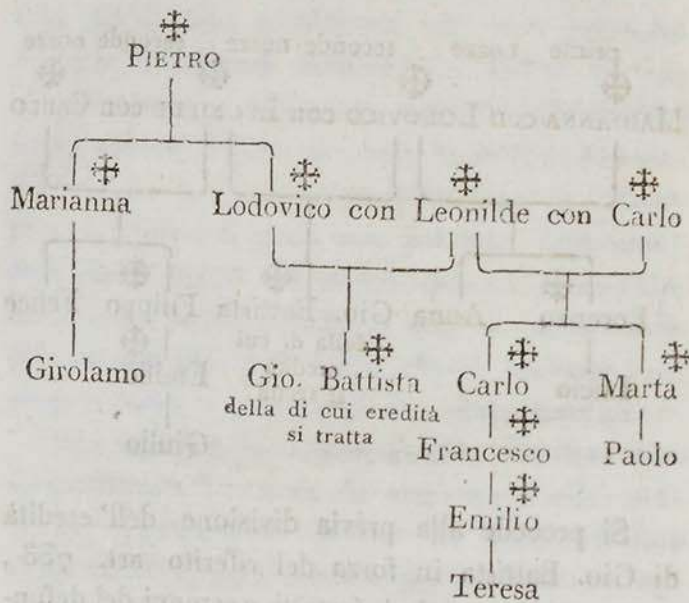 PIETRO
Marianna Lodovico con Leonilde con Carlo
Girolamo Gio. Battista Carlo Marta
della di cui eredità
si tratta
Francesco Paolo
Emilio
Teresa